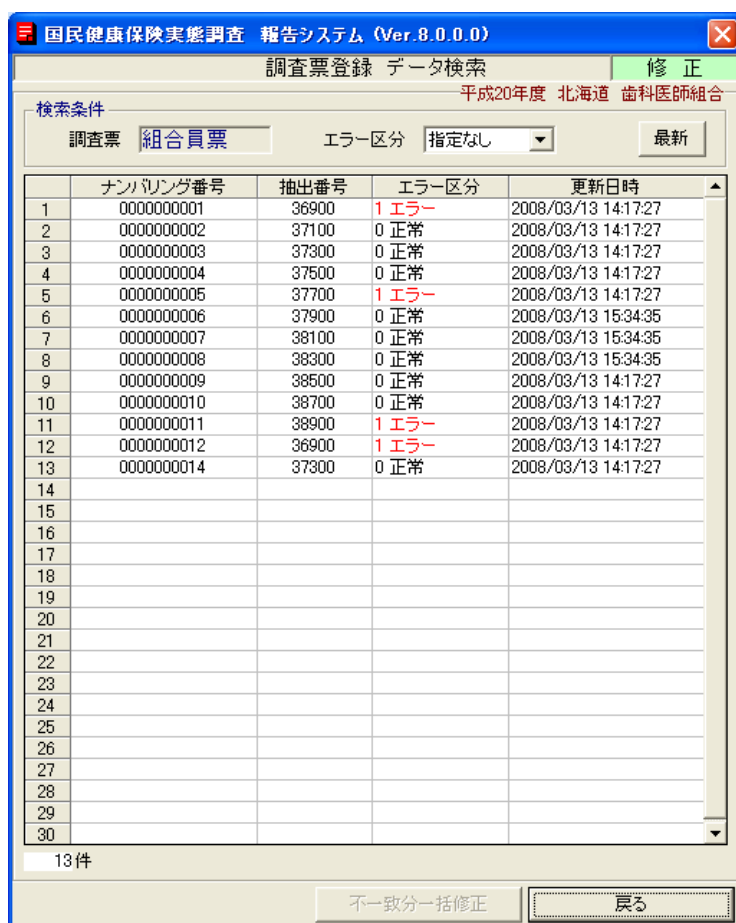 国民健康保険実態調査 報告システム (Ver.8.0.0.0)
調査票登録 データ検索 修 正
平成20年度 北海道 歯科医師組合
検索条件
調査票 組合員票 エラー区分 指定なし 最新
ナンバリング番号 抽出番号 エラー区分 更新日時
1 0000000001 36900 1 エラー 2008/03/13 14:17:27
2 0000000002 37100 0 正常 2008/03/13 14:17:27
3 0000000003 37300 0 正常 2008/03/13 14:17:27
4 0000000004 37500 0 正常 2008/03/13 14:17:27
5 0000000005 37700 1 エラー 2008/03/13 14:17:27
6 0000000006 37900 0 正常 2008/03/13 15:34:35
7 0000000007 38100 0 正常 2008/03/13 15:34:35
8 0000000008 38300 0 正常 2008/03/13 15:34:35
9 0000000009 38500 0 正常 2008/03/13 14:17:27
10 0000000010 38700 0 正常 2008/03/13 14:17:27
11 0000000011 38900 1 エラー 2008/03/13 14:17:27
12 0000000012 36900 1 エラー 2008/03/13 14:17:27
13 0000000014 37300 0 正常 2008/03/13 14:17:27
14
15
16
17
18
19
20
21
22
23
24
25
26
27
28
29
30
13件
不一致分一括修正 戻る